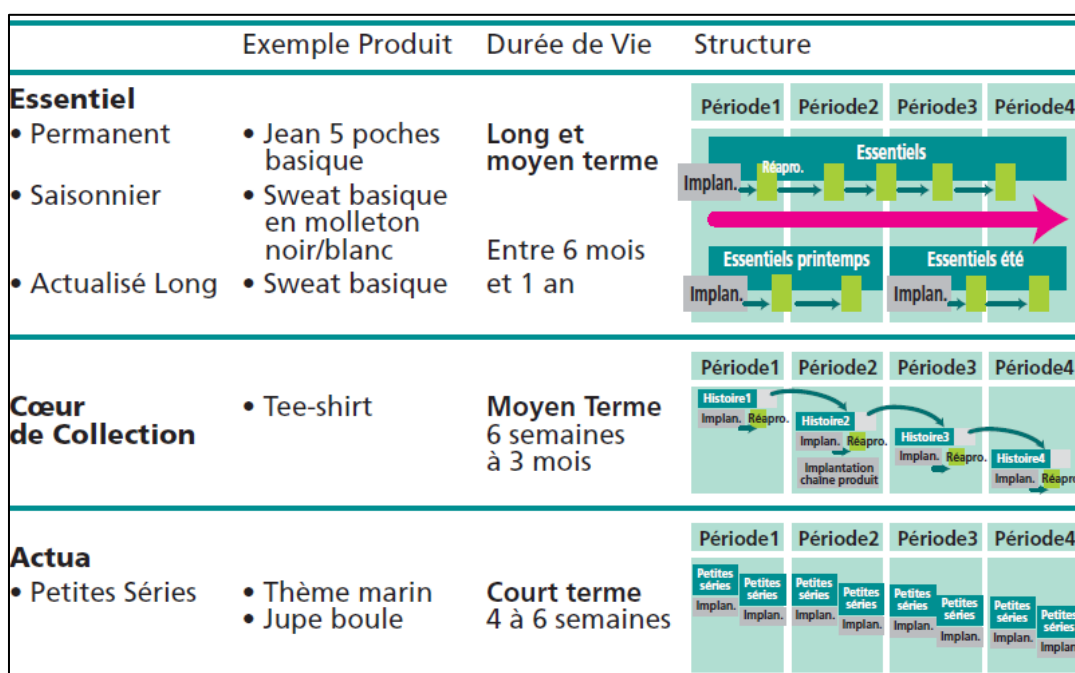 Exemple Produit Durée de Vie Structure
Essentiel
• Permanent
• Saisonnier
• Actualisé Long
• Jean 5 poches
basique
• Sweat basique
en molleton
noir/blanc
• Sweat basique
Long et
moyen terme
Entre 6 mois
et 1 an
Période1 Période2 Période3 Période4
Essentiels
Réapro.
Implan.
Essentiels printemps Essentiels été
Implan. Implan.
Cœur
de Collection
• Tee-shirt
Moyen Terme
6 semaines
à 3 mois
Période1 Période2 Période3 Période4
Histoire1
Implan. Réapro.
Histoire2
Implan. Réapro.
Implantation
chaîne produit
Histoire3
Implan. Réapro.
Histoire4
Implan. Réapro
Actua
• Petites Séries
• Thème marin
• Jupe boule
Court terme
4 à 6 semaines
Période1 Période2 Période3 Période4
Petites
séries
Implan.
Petites
séries
Implan.
Petites
séries
Implan.
Petites
séries
Implan.
Petites
séries
Implan.
Petites
séries
Implan.
Petites
séries
Implan.
Petites
séries
Implan